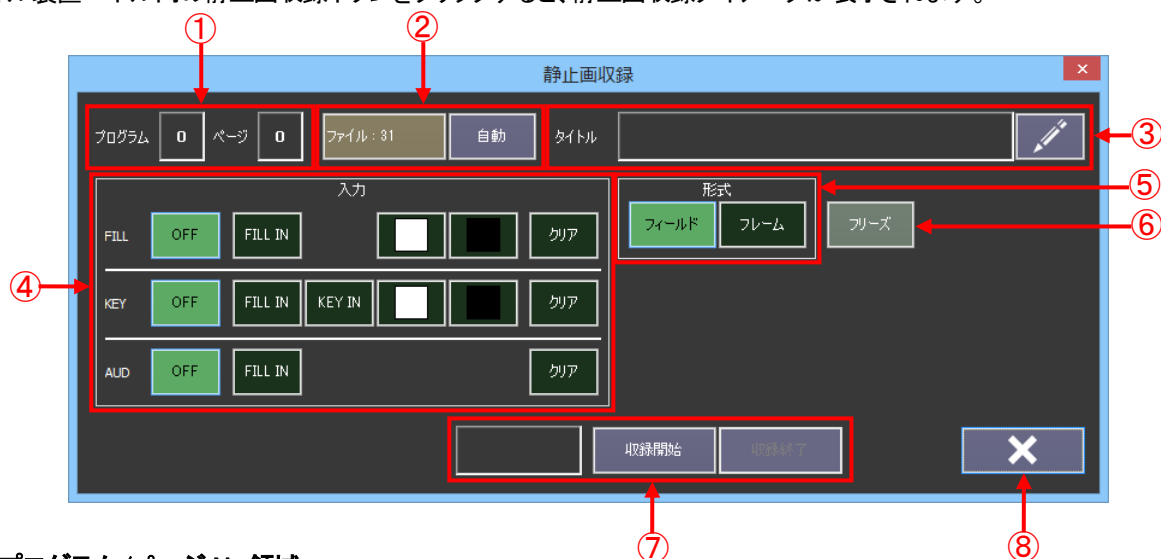 ① ②
静止画収録 ×
プログラム 0 ページ 0 ファイル：31 自動 タイトル ③
入力 形式 ⑤
FILL OFF FILL IN クリア フィールド フレーム フリーズ ⑥
④
KEY OFF FILL IN KEY IN クリア
AUD OFF FILL IN クリア
収録開始 収録終了
⑦ ⑧